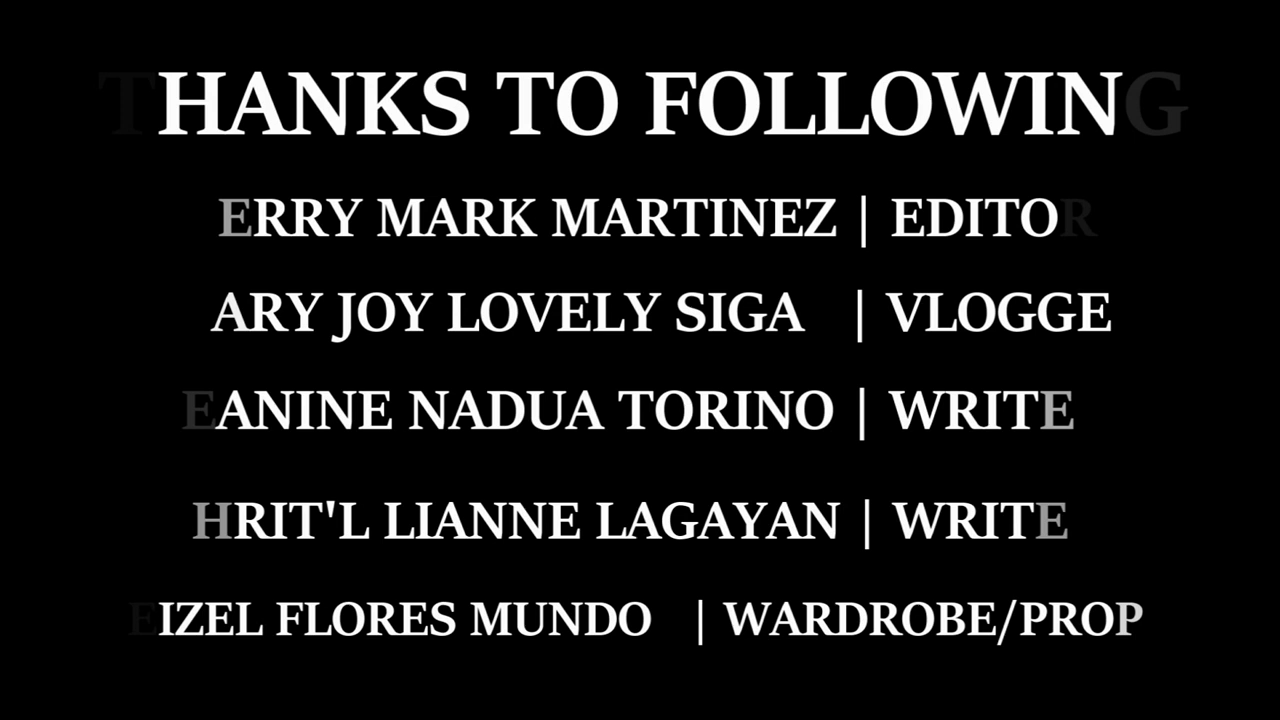 THANKS TO FOLLOWING
ERRY MARK MARTINEZ | EDITOR
ARY JOY LOVELY SIGA | VLOGGE
EANINE NADUA TORINO | WRITE
HRIT'L LIANNE LAGAYAN | WRITE
EIZEL FLORES MUNDO | WARDROBE/PROP